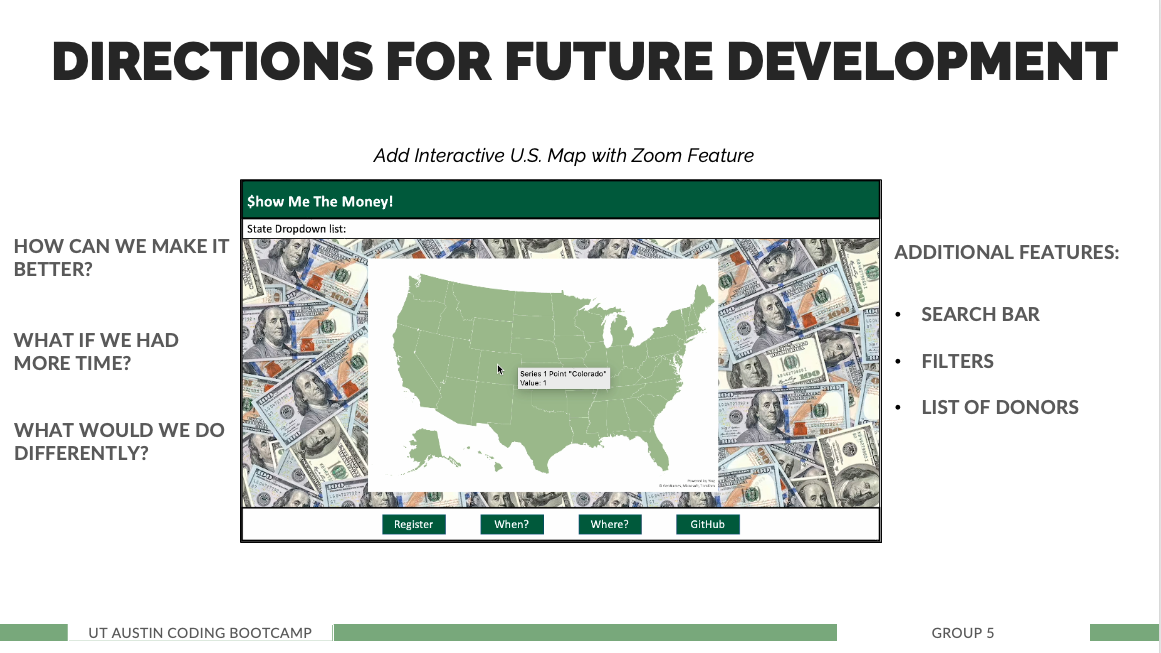 DIRECTIONS FOR FUTURE DEVELOPMENT
Add Interactive U.S. Map with Zoom Feature
HOW CAN WE MAKE IT
BETTER?
WHAT IF WE HAD
MORE TIME?
WHAT WOULD WE DO
DIFFERENTLY?
$how Me The Money!
State Dropdown list:
Series 1 Point "Colorado"
Value: 1
Powered by Bing
Register
When?
Where?
GitHub
ADDITIONAL FEATURES:
• SEARCH BAR
• FILTERS
• LIST OF DONORS
UT AUSTIN CODING BOOTCAMP
GROUP 5